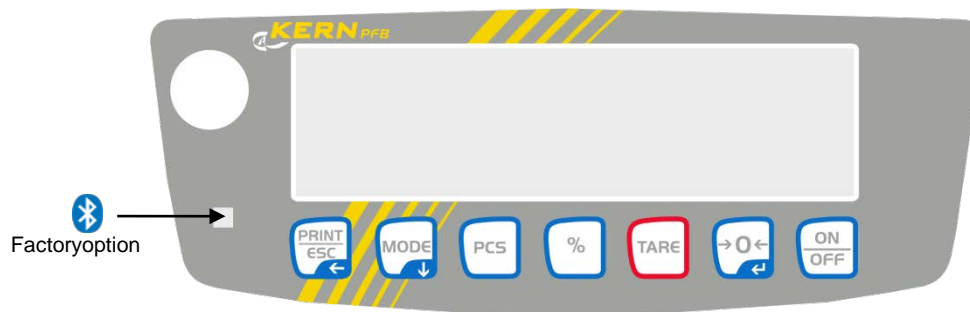 KERN PFB
Factoryoption
PRINT
ESC
MODE
PCS
%
TARE
→0←
ON
OFF